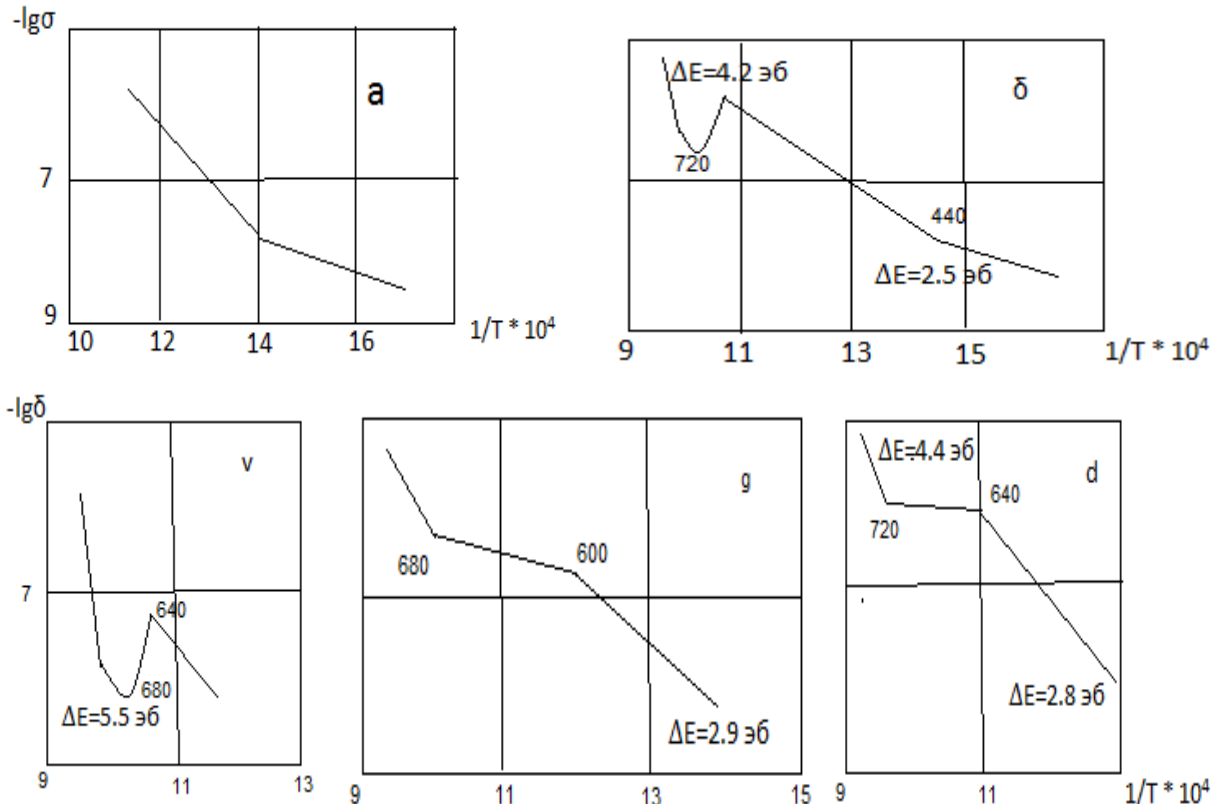 -lgσ
a
7
9
10 12 14 16 1/T * 10⁴
ΔE=4.2 эб
δ
720
440
ΔE=2.5 эб
9 11 13 15 1/T * 10⁴
-lgδ
v
7
640
680
ΔE=5.5 эб
9 11 13
g
680
600
ΔE=2.9 эб
9 11 13 15
ΔE=4.4 эб
d
640
720
ΔE=2.8 эб
9 11 1/T * 10⁴